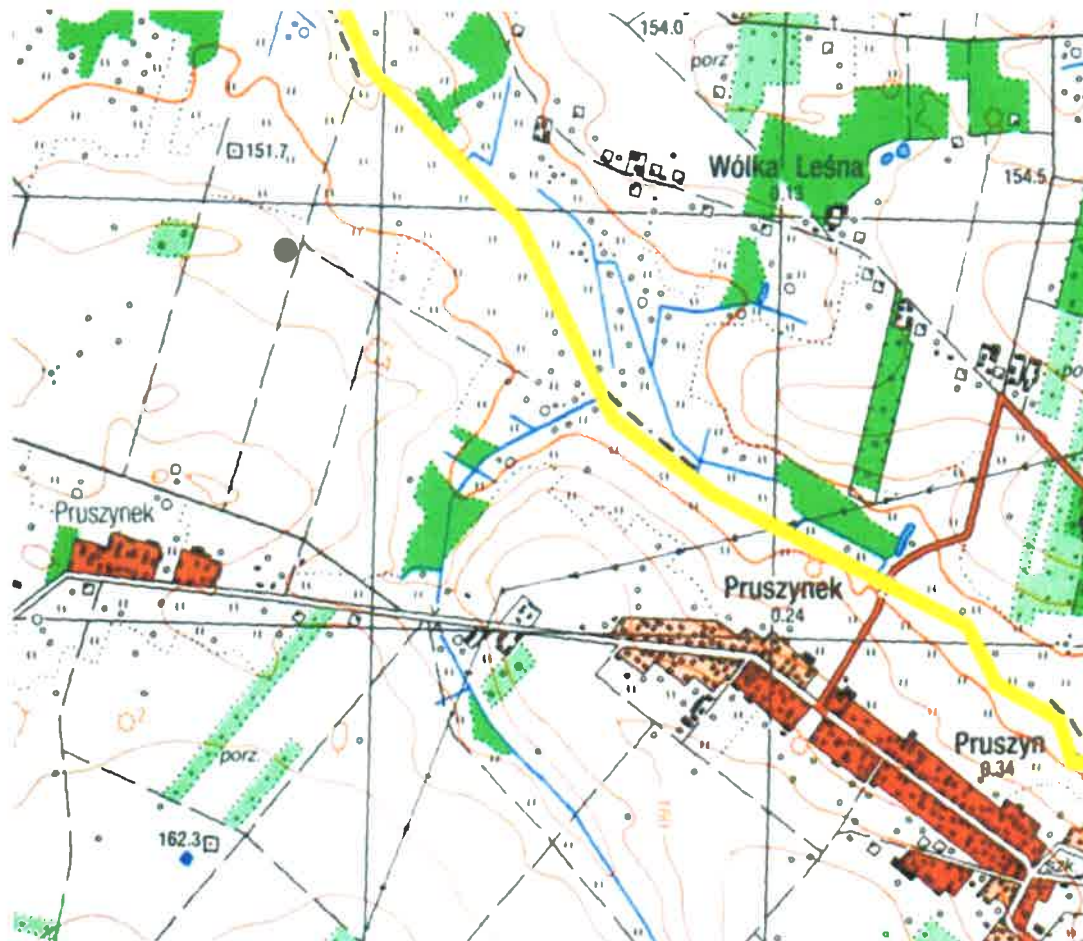 154.0
porz
151.7
Wólka Leśna
0.13
154.5
Pruszynek
Pruszynek
0.24
porz.
Pruszyn
0.34
162.3